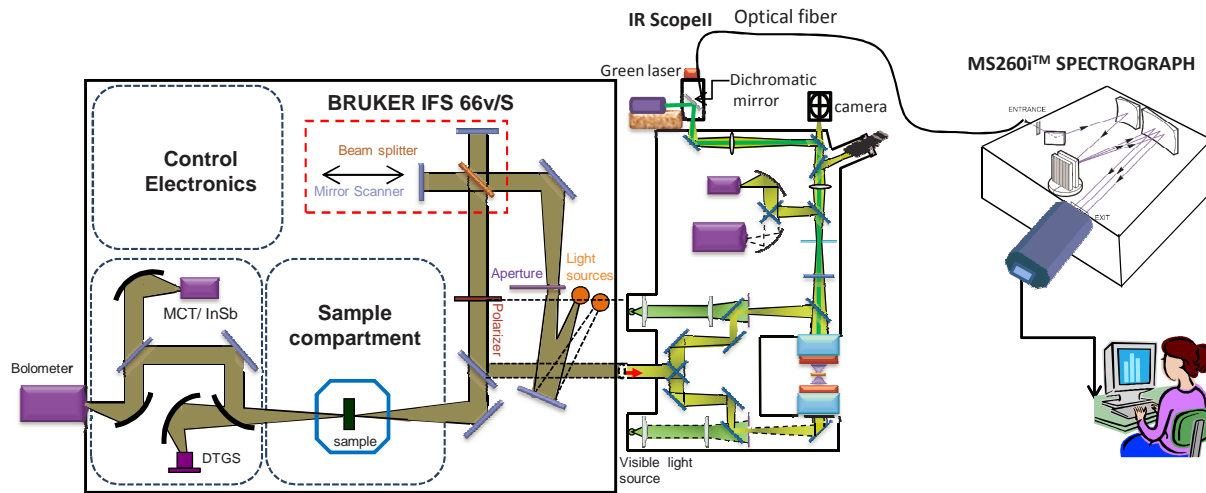 IR ScopeII
Optical fiber
MS260i™ SPECTROGRAPH
Green laser
Dichromatic
mirror
camera
ENTRANCE
EXIT
BRUKER IFS 66v/S
Control
Electronics
Beam splitter
Mirror Scanner
Aperture
Light
sources
Polarizer
MCT/ InSb
Sample
compartment
Bolometer
DTGS
sample
Visible light
source